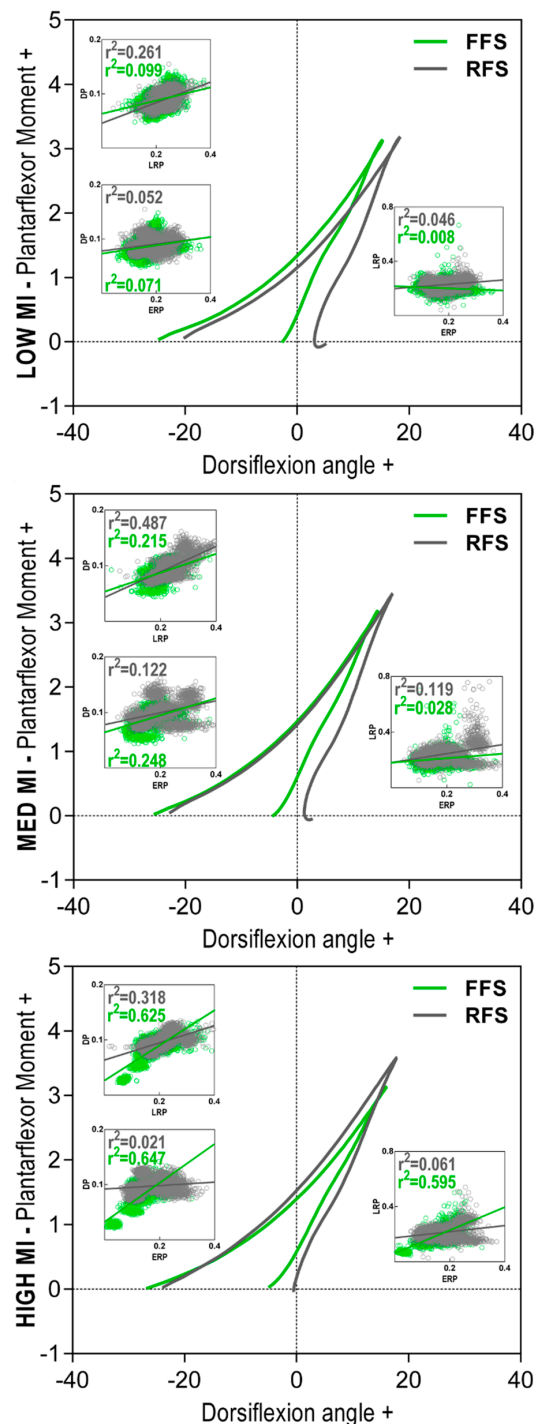 LOW MI - Plantarflexor Moment +
5
4
3
2
1
0
-1
-40
-20
0
20
40
Dorsiflexion angle +
FFS
RFS
0.2
r²=0.261
r²=0.099
DP
0.1
0.2
0.4
LRP
0.2
r²=0.052
DP
0.1
r²=0.071
0.2
0.4
ERP
0.8
r²=0.046
r²=0.008
LRP
0.4
0.2
0.4
ERP
MED MI - Plantarflexor Moment +
5
4
3
2
1
0
-1
-40
-20
0
20
40
Dorsiflexion angle +
FFS
RFS
0.2
r²=0.487
r²=0.215
DP
0.1
0.2
0.4
LRP
0.2
r²=0.122
DP
0.1
r²=0.248
0.2
0.4
ERP
0.8
r²=0.119
r²=0.028
LRP
0.4
0.2
0.4
ERP
HIGH MI - Plantarflexor Moment +
5
4
3
2
1
0
-1
-40
-20
0
20
40
Dorsiflexion angle +
FFS
RFS
0.2
r²=0.318
r²=0.625
DP
0.1
0.2
0.4
LRP
0.2
r²=0.021
r²=0.647
DP
0.1
0.2
0.4
ERP
0.8
r²=0.061
r²=0.595
LRP
0.4
0.2
0.4
ERP